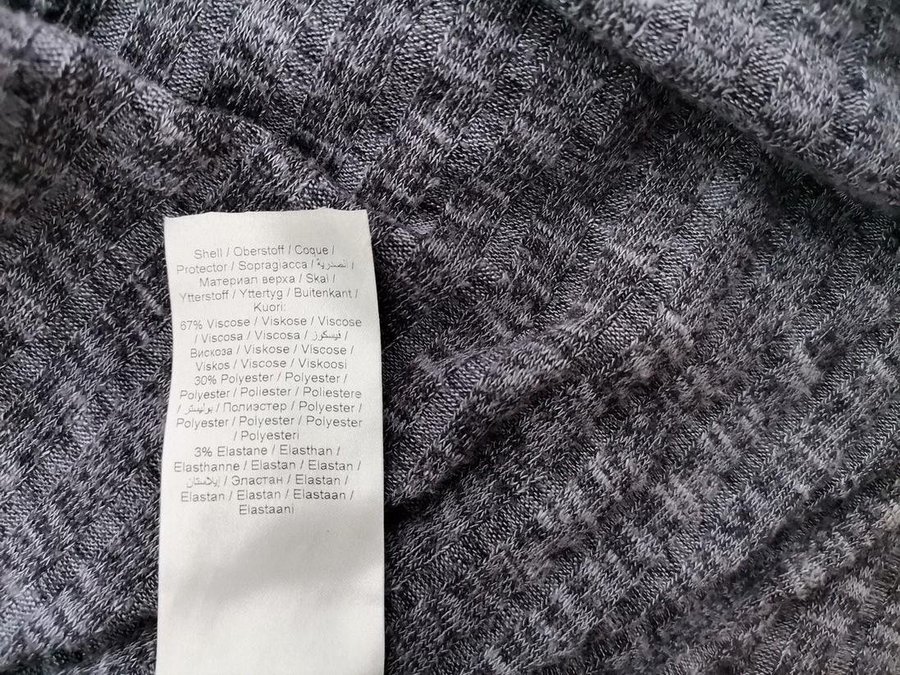 Shell / Oberstoff / Coque /
Protector / Sopragiacca / الصدرية /
Материал верха / Skal /
Ytterstoff / Yttertyg / Buitenkant /
Kuori:
67% Viscose / Viskose / Viscose
/ Viscosa / Viscosa / فيسكوز /
Вискоза / Viskose / Viscose /
Viskos / Viscose / Viskoosi
30% Polyester / Polyester /
Polyester / Poliester / Poliestere
/ بوليستر / Полиэстер / Polyester /
Polyester / Polyester / Polyester
/ Polyesteri
3% Elastane / Elasthan /
Elasthanne / Elastan / Elastan /
إيلاستان / Эластан / Elastan /
Elastan / Elastan / Elastaan /
Elastaani